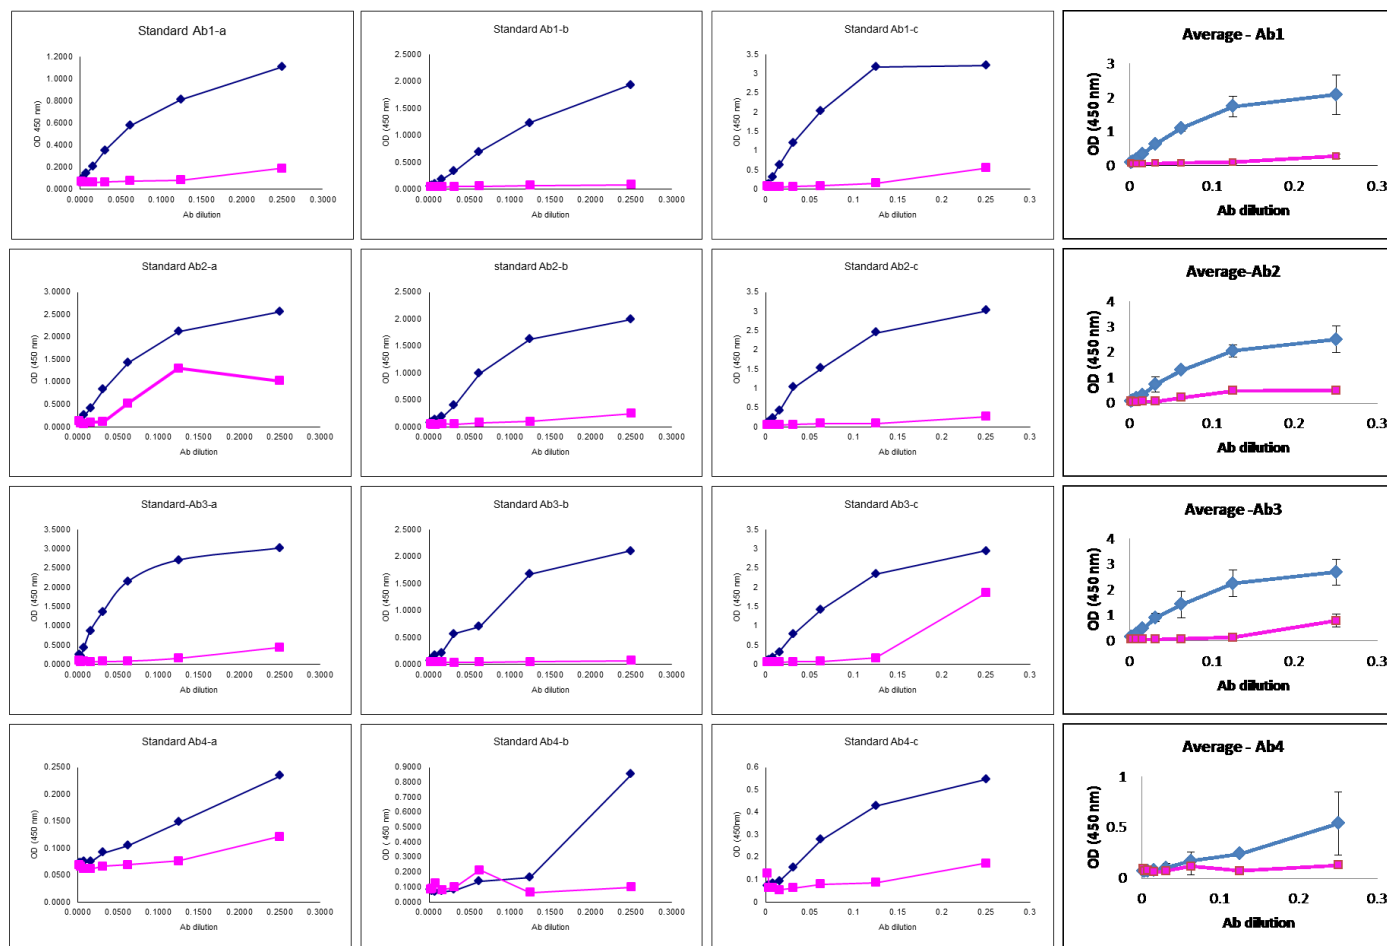 Standard Ab1-a
OD 450 nm)
1.2000
1.0000
0.8000
0.6000
0.4000
0.2000
0.0000
0.0000 0.0500 0.1000 0.1500 0.2000 0.2500 0.3000
Ab dilution
Standard Ab1-b
OD (450 nm)
2.5000
2.0000
1.5000
1.0000
0.5000
0.0000
0.0000 0.0500 0.1000 0.1500 0.2000 0.2500 0.3000
Ab dilution
Standard Ab1-c
OD (450 nm)
3.5
3
2.5
2
1.5
1
0.5
0
0 0.05 0.1 0.15 0.2 0.25 0.3
Ab dilution
Average - Ab1
OD (450 nm)
3
2
1
0
0 0.1 0.2 0.3
Ab dilution
Standard Ab2-a
OD (450 nm)
3.0000
2.5000
2.0000
1.5000
1.0000
0.5000
0.0000
0.0000 0.0500 0.1000 0.1500 0.2000 0.2500 0.3000
Ab dilution
standard Ab2-b
OD (450 nm)
2.5000
2.0000
1.5000
1.0000
0.5000
0.0000
0.0000 0.0500 0.1000 0.1500 0.2000 0.2500 0.3000
Ab dilution
Standard Ab2-c
OD (450 nm)
3.5
3
2.5
2
1.5
1
0.5
0
0 0.05 0.1 0.15 0.2 0.25 0.3
Ab dilution
Average-Ab2
OD (450 nm)
4
3
2
1
0
0 0.1 0.2 0.3
Ab dilution
Standard-Ab3-a
OD (450 nm)
3.5000
3.0000
2.5000
2.0000
1.5000
1.0000
0.5000
0.0000
0.0000 0.0500 0.1000 0.1500 0.2000 0.2500 0.3000
Ab dilution
Standard Ab3-b
OD (450 nm)
2.5000
2.0000
1.5000
1.0000
0.5000
0.0000
0.0000 0.0500 0.1000 0.1500 0.2000 0.2500 0.3000
Ab dilution
Standard Ab3-c
OD (450 nm)
3.5
3
2.5
2
1.5
1
0.5
0
0 0.05 0.1 0.15 0.2 0.25 0.3
Ab dilution
Average -Ab3
OD (450 nm)
4
3
2
1
0
0 0.1 0.2 0.3
Ab dilution
Standard Ab4-a
OD (450 nm)
0.2500
0.2000
0.1500
0.1000
0.0500
0.0000
0.0000 0.0500 0.1000 0.1500 0.2000 0.2500 0.3000
Ab dilution
Standard Ab4-b
OD ( 450 nm)
0.9000
0.8000
0.7000
0.6000
0.5000
0.4000
0.3000
0.2000
0.1000
0.0000
0.0000 0.0500 0.1000 0.1500 0.2000 0.2500 0.3000
Ab dilution
Standard Ab4-c
OD (450nm)
0.6
0.5
0.4
0.3
0.2
0.1
0
0 0.05 0.1 0.15 0.2 0.25 0.3
Ab dilution
Average - Ab4
OD (450 nm)
1
0.5
0
0 0.1 0.2 0.3
Ab dilution